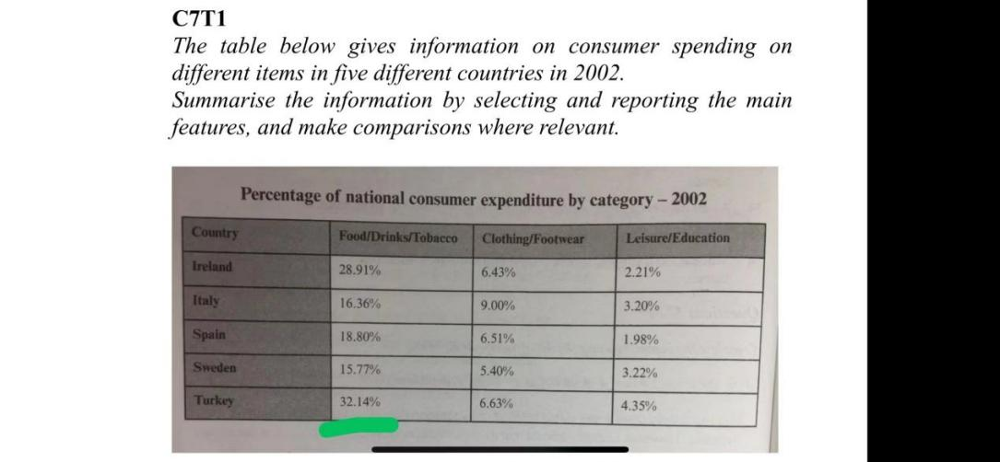 C7T1
The table below gives information on consumer spending on
different items in five different countries in 2002.
Summarise the information by selecting and reporting the main
features, and make comparisons where relevant.
Percentage of national consumer expenditure by category – 2002
Country Food/Drinks/Tobacco Clothing/Footwear Leisure/Education
Ireland 28.91% 6.43% 2.21%
Italy 16.36% 9.00% 3.20%
Spain 18.80% 6.51% 1.98%
Sweden 15.77% 5.40% 3.22%
Turkey 32.14% 6.63% 4.35%